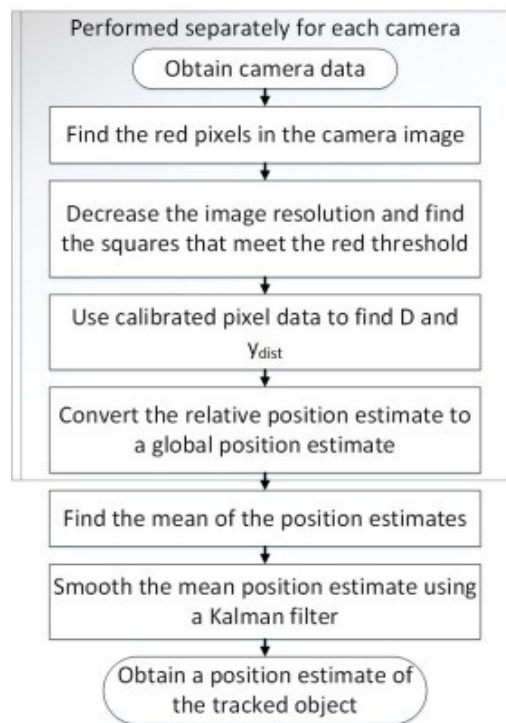 Performed separately for each camera
Obtain camera data
Find the red pixels in the camera image
Decrease the image resolution and find
the squares that meet the red threshold
Use calibrated pixel data to find D and
ydist
Convert the relative position estimate to
a global position estimate
Find the mean of the position estimates
Smooth the mean position estimate using
a Kalman filter
Obtain a position estimate of
the tracked object